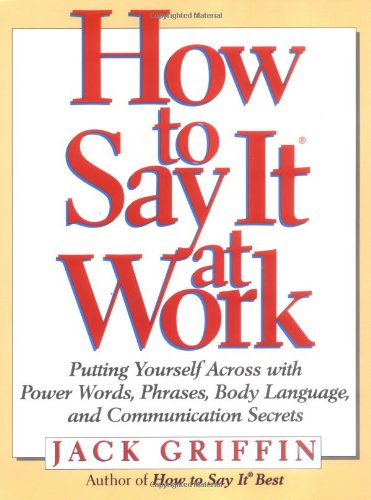 How
to
Say It®
at
Work
Putting Yourself Across with
Power Words, Phrases, Body Language,
and Communication Secrets
JACK GRIFFIN
Author of How to Say It® Best